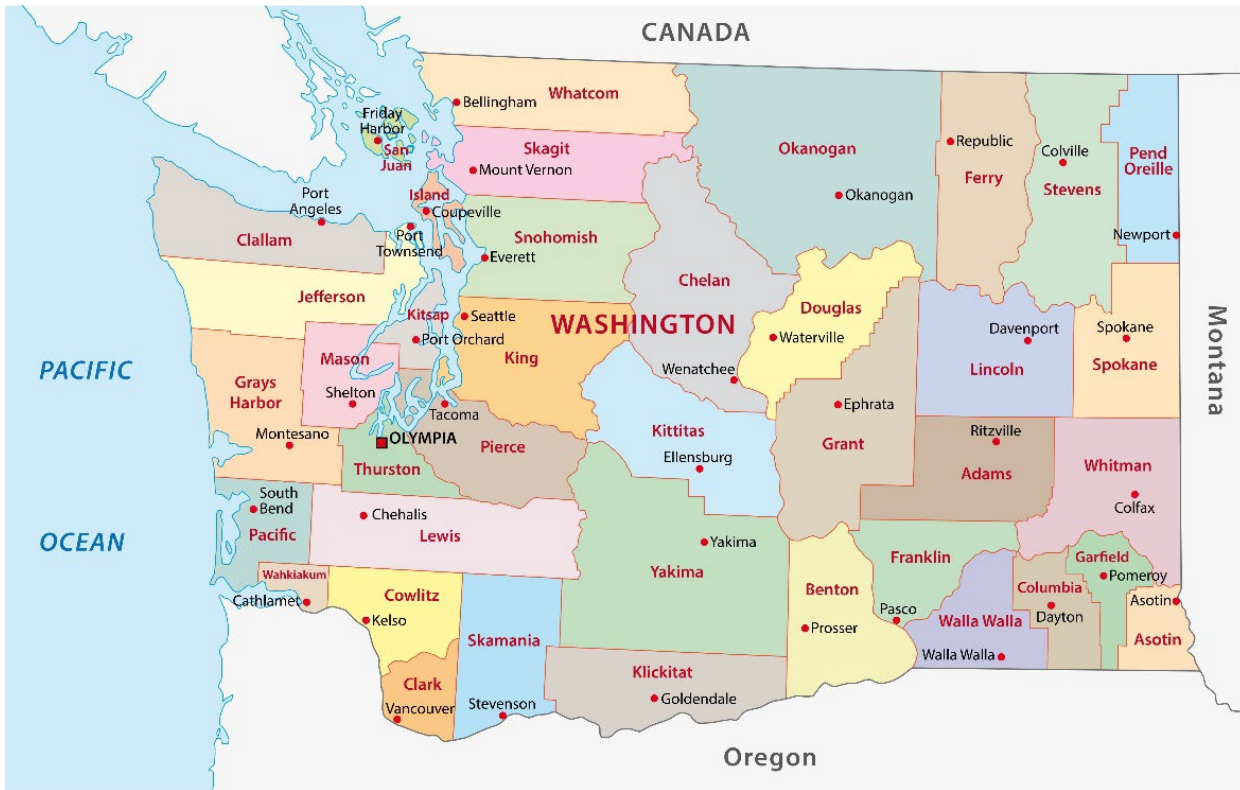 CANADA
Whatcom
Bellingham
Friday
Harbor
San
Juan
Skagit
Mount Vernon
Okanogan
Okanogan
Republic
Ferry
Colville
Stevens
Pend
Oreille
Newport
Island
Coupeville
Port
Angeles
Clallam
Port
Townsend
Snohomish
Everett
Chelan
Jefferson
Kitsap
Port Orchard
Seattle
King
WASHINGTON
Douglas
Waterville
Wenatchee
Davenport
Lincoln
Spokane
Spokane
Montana
PACIFIC
Grays
Harbor
Montesano
Mason
Shelton
Tacoma
OLYMPIA
Pierce
Thurston
Kittitas
Ellensburg
Ephrata
Grant
Ritzville
Adams
Whitman
Colfax
OCEAN
South
Bend
Pacific
Chehalis
Lewis
Yakima
Yakima
Benton
Prosser
Franklin
Pasco
Walla Walla
Walla Walla
Columbia
Dayton
Garfield
Pomeroy
Asotin
Asotin
Wahkiakum
Cathlamet
Cowlitz
Kelso
Skamania
Stevenson
Clark
Vancouver
Klickitat
Goldendale
Oregon